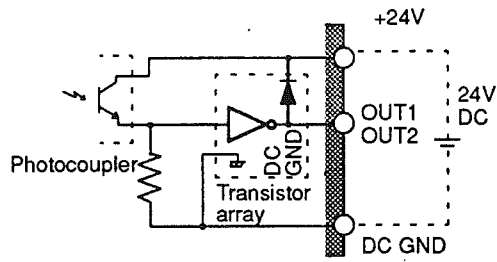 +24V
OUT1
OUT2
24V
DC
Photocoupler
DC
GND
Transistor
array
DC GND